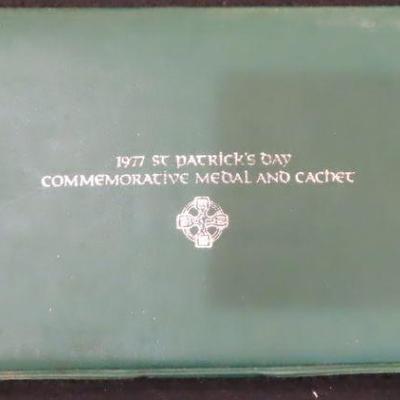 1977 St Patrick's Day
Commemorative Medal and Cachet